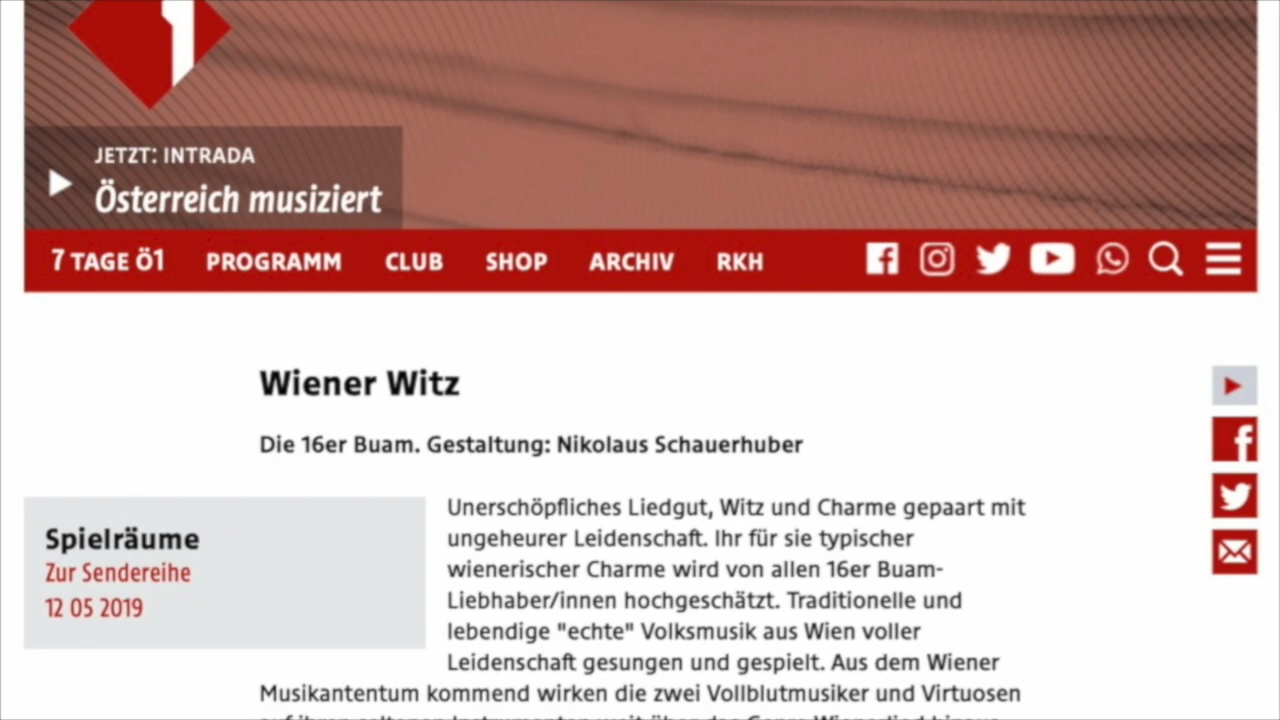 1
JETZT: INTRADA
Österreich musiziert
7 TAGE Ö1 PROGRAMM CLUB SHOP ARCHIV RKH
Wiener Witz
Die 16er Buam. Gestaltung: Nikolaus Schauerhuber
Spielräume
Zur Sendereihe
12 05 2019
Unerschöpfliches Liedgut, Witz und Charme gepaart mit
ungeheurer Leidenschaft. Ihr für sie typischer
wienerischer Charme wird von allen 16er Buam-
Liebhaber/innen hochgeschätzt. Traditionelle und
lebendige "echte" Volksmusik aus Wien voller
Leidenschaft gesungen und gespielt. Aus dem Wiener
Musikantentum kommend wirken die zwei Vollblutmusiker und Virtuosen